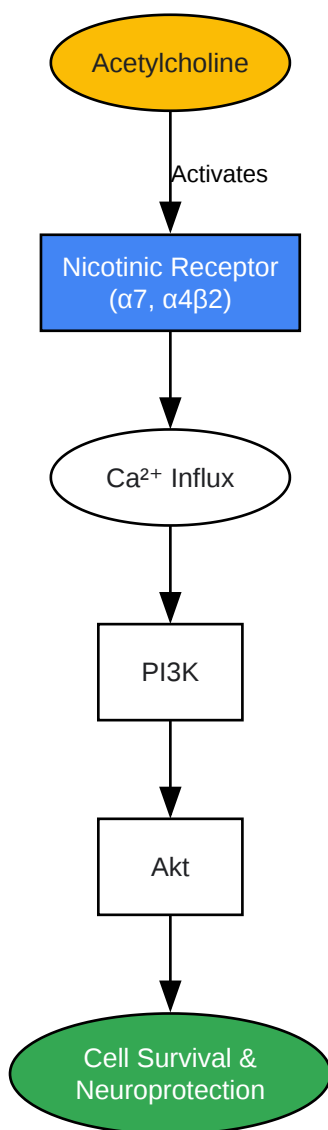 Acetylcholine
Activates
Nicotinic Receptor
(α7, α4β2)
Ca²⁺ Influx
PI3K
Akt
Cell Survival &
Neuroprotection